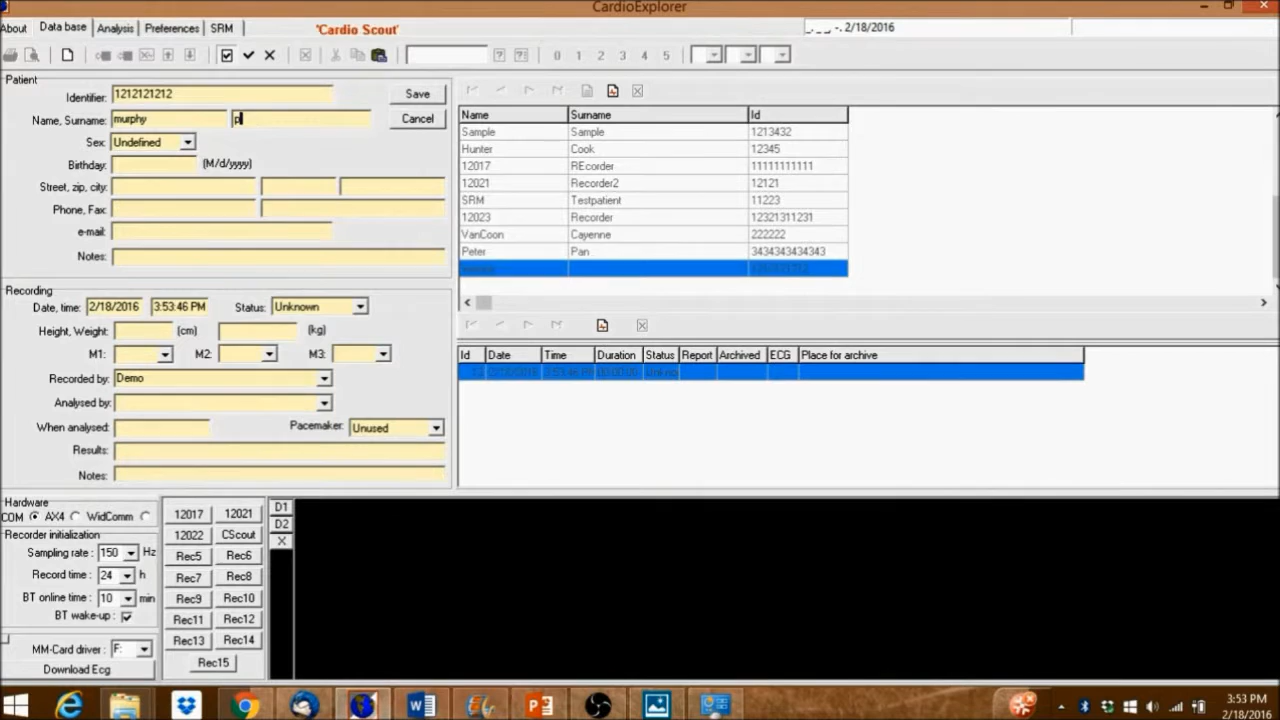 CardioExplorer
About Data base Analysis Preferences SRM 'Cardio Scout' 2/18/2016
0 1 2 3 4 5
Patient
Identifier: 1212121212 Save
Name, Surname: murphy p Cancel
Sex: Undefined
Birthday: (M/d/yyyy)
Street, zip, city:
Phone, Fax:
e-mail:
Notes:
Name Surname Id
Sample Sample 1213432
Hunter Cook 12345
12017 REcorder 11111111111
12021 Recorder2 12121
SRM Testpatient 11223
12023 Recorder 12321311231
VanCoon Cayenne 222222
Peter Pan 3434343434343
Recording
Date, time: 2/18/2016 3:53:46 PM Status: Unknown
Height, Weight: (cm) (kg)
M1: M2: M3:
Recorded by: Demo
Analysed by:
When analysed: Pacemaker: Unused
Results:
Notes:
Id Date Time Duration Status Report Archived ECG Place for archive
Hardware
COM AX4 WidComm
Recorder initialization
Sampling rate: 150 Hz
Record time: 24 h
BT online time: 10 min
BT wake-up:
MM-Card driver: F:
Download Ecg
12017 12021
12022 CScout
Rec5 Rec6
Rec7 Rec8
Rec9 Rec10
Rec11 Rec12
Rec13 Rec14
Rec15
D1
D2
X
3:53 PM
2/18/2016